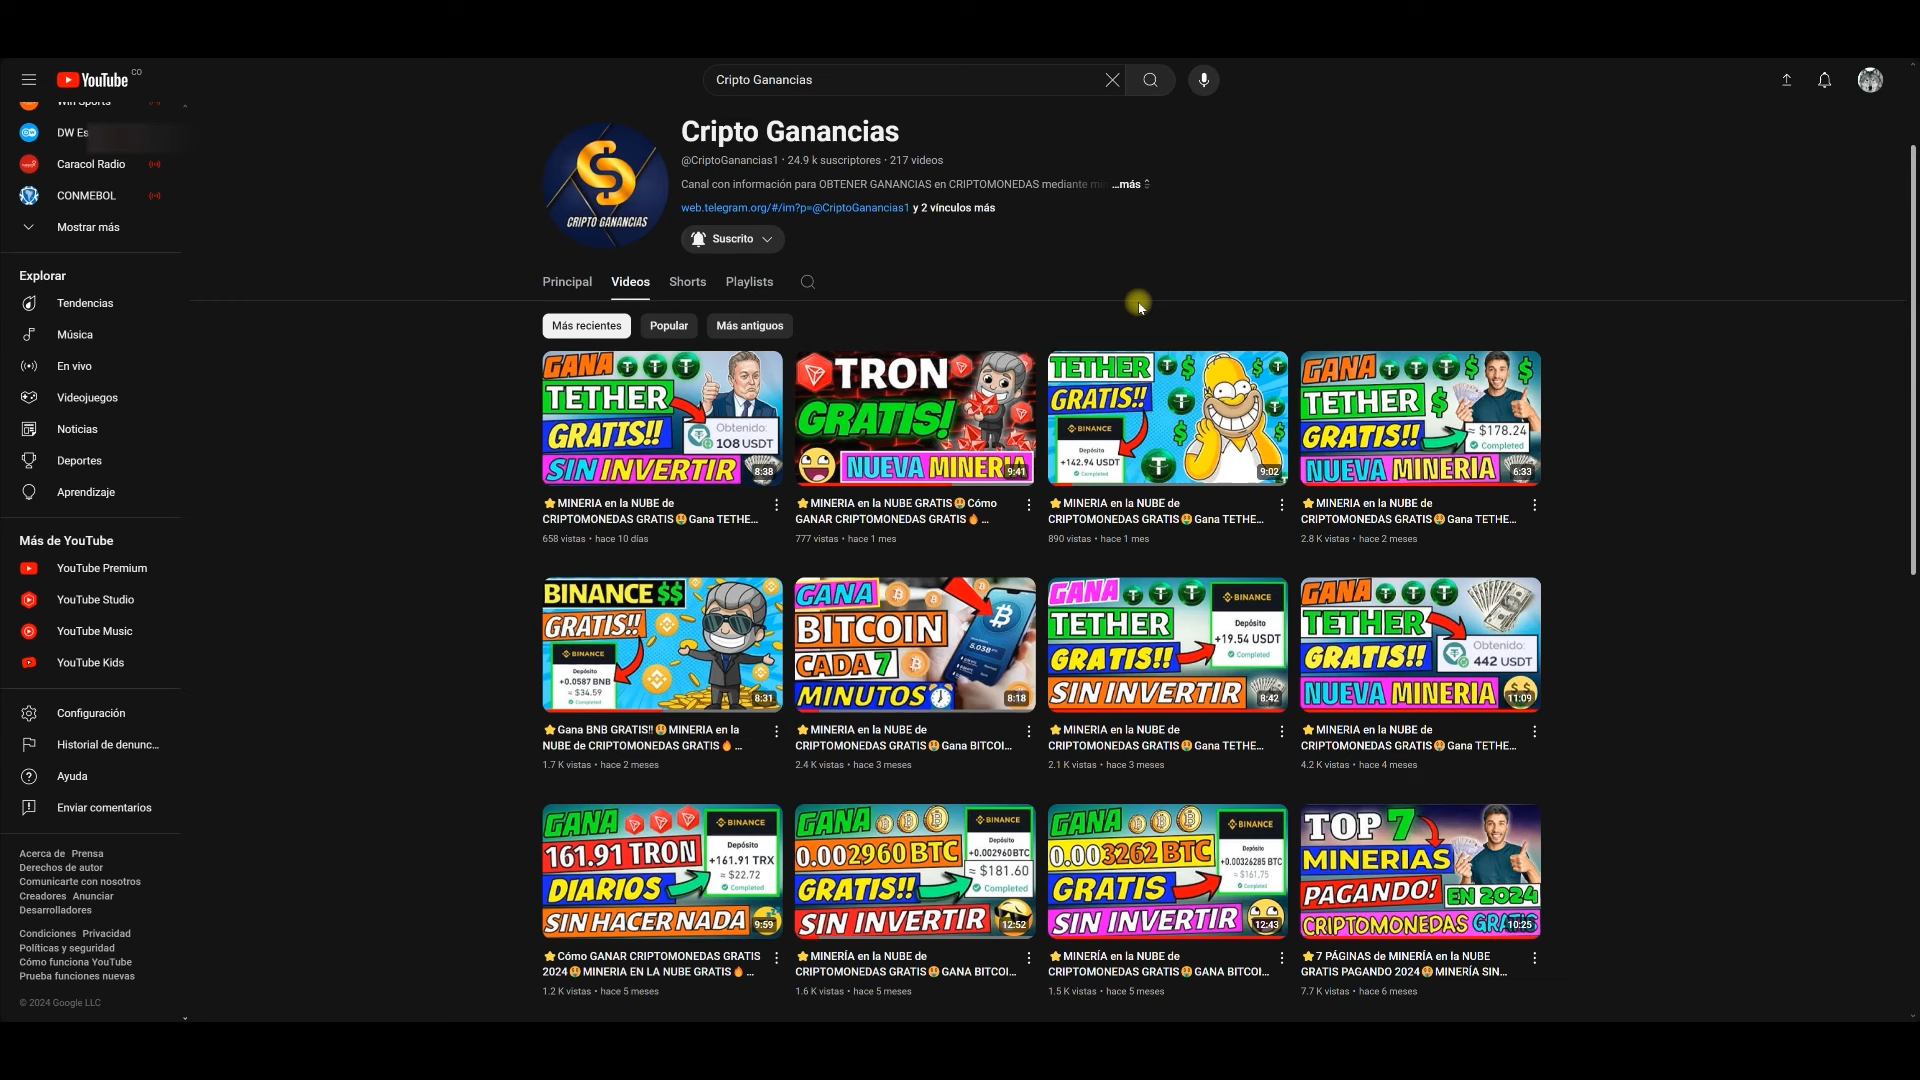 YouTube CO
Cripto Ganancias
Win Sports
DW Es
Caracol Radio
CONMEBOL
Mostrar más
Explorar
Tendencias
Música
En vivo
Videojuegos
Noticias
Deportes
Aprendizaje
Más de YouTube
YouTube Premium
YouTube Studio
YouTube Music
YouTube Kids
Configuración
Historial de denunc...
Ayuda
Enviar comentarios
Acerca de Prensa
Derechos de autor
Comunicarte con nosotros
Creadores Anunciar
Desarrolladores
Condiciones Privacidad
Políticas y seguridad
Cómo funciona YouTube
Prueba funciones nuevas
© 2024 Google LLC
CRIPTO GANANCIAS
Cripto Ganancias
@CriptoGanancias1 · 24.9 k suscriptores · 217 videos
Canal con información para OBTENER GANANCIAS en CRIPTOMONEDAS mediante ...más
web.telegram.org/#/im?p=@CriptoGanancias1 y 2 vínculos más
Suscrito
Principal Videos Shorts Playlists
Más recientes Popular Más antiguos
GANA
TETHER
GRATIS!!
Obtenido:
108 USDT
SIN INVERTIR
8:38
⭐MINERIA en la NUBE de
CRIPTOMONEDAS GRATIS🤑Gana TETHE...
658 vistas • hace 10 días
TRON
GRATIS!
NUEVA MINERIA
9:41
⭐MINERIA en la NUBE GRATIS🤑Cómo
GANAR CRIPTOMONEDAS GRATIS🔥 ...
777 vistas • hace 1 mes
TETHER
GRATIS!!
BINANCE
Depósito
+142.94 USDT
Completed
9:02
⭐MINERIA en la NUBE de
CRIPTOMONEDAS GRATIS🤑Gana TETHE...
890 vistas • hace 1 mes
GANA
TETHER
GRATIS!!
≈ $178.24
Completed
NUEVA MINERIA
6:33
⭐MINERIA en la NUBE de
CRIPTOMONEDAS GRATIS🤑Gana TETHE...
2.8 K vistas • hace 2 meses
BINANCE $$
GRATIS!!
BINANCE
Depósito
+0.0587 BNB
≈ $34.59
Completed
8:31
⭐Gana BNB GRATIS!!🤑MINERIA en la
NUBE de CRIPTOMONEDAS GRATIS🔥 ...
1.7 K vistas • hace 2 meses
GANA
BITCOIN
CADA 7
MINUTOS
5.038
8:18
⭐MINERIA en la NUBE de
CRIPTOMONEDAS GRATIS🤑Gana BITCOI...
2.4 K vistas • hace 3 meses
GANA
TETHER
GRATIS!!
SIN INVERTIR
BINANCE
Depósito
+19.54 USDT
Completed
8:42
⭐MINERIA en la NUBE de
CRIPTOMONEDAS GRATIS🤑Gana TETHE...
2.1 K vistas • hace 3 meses
GANA
TETHER
GRATIS!!
Obtenido:
442 USDT
NUEVA MINERIA
11:09
⭐MINERIA en la NUBE de
CRIPTOMONEDAS GRATIS🤑Gana TETHE...
4.2 K vistas • hace 4 meses
GANA
161.91 TRON
DIARIOS
SIN HACER NADA
BINANCE
Depósito
+161.91 TRX
≈ $22.72
Completed
9:59
⭐Cómo GANAR CRIPTOMONEDAS GRATIS
2024🤑MINERIA EN LA NUBE GRATIS🔥 ...
1.2 K vistas • hace 5 meses
GANA
0.002960 BTC
GRATIS!!
SIN INVERTIR
BINANCE
Depósito
+0.002960BTC
≈ $181.60
Completed
12:52
⭐MINERÍA en la NUBE de
CRIPTOMONEDAS GRATIS🤑GANA BITCOI...
1.6 K vistas • hace 5 meses
GANA
0.003262 BTC
GRATIS
SIN INVERTIR
BINANCE
Depósito
+0.00326285 BTC
≈ $161.75
Completed
12:43
⭐MINERÍA en la NUBE de
CRIPTOMONEDAS GRATIS🤑GANA BITCOI...
1.5 K vistas • hace 5 meses
TOP 7
MINERIAS
PAGANDO!
EN 2024
CRIPTOMONEDAS GRATIS
10:25
⭐7 PÁGINAS de MINERÍA en la NUBE
GRATIS PAGANDO 2024🤑MINERÍA SIN...
7.7 K vistas • hace 6 meses